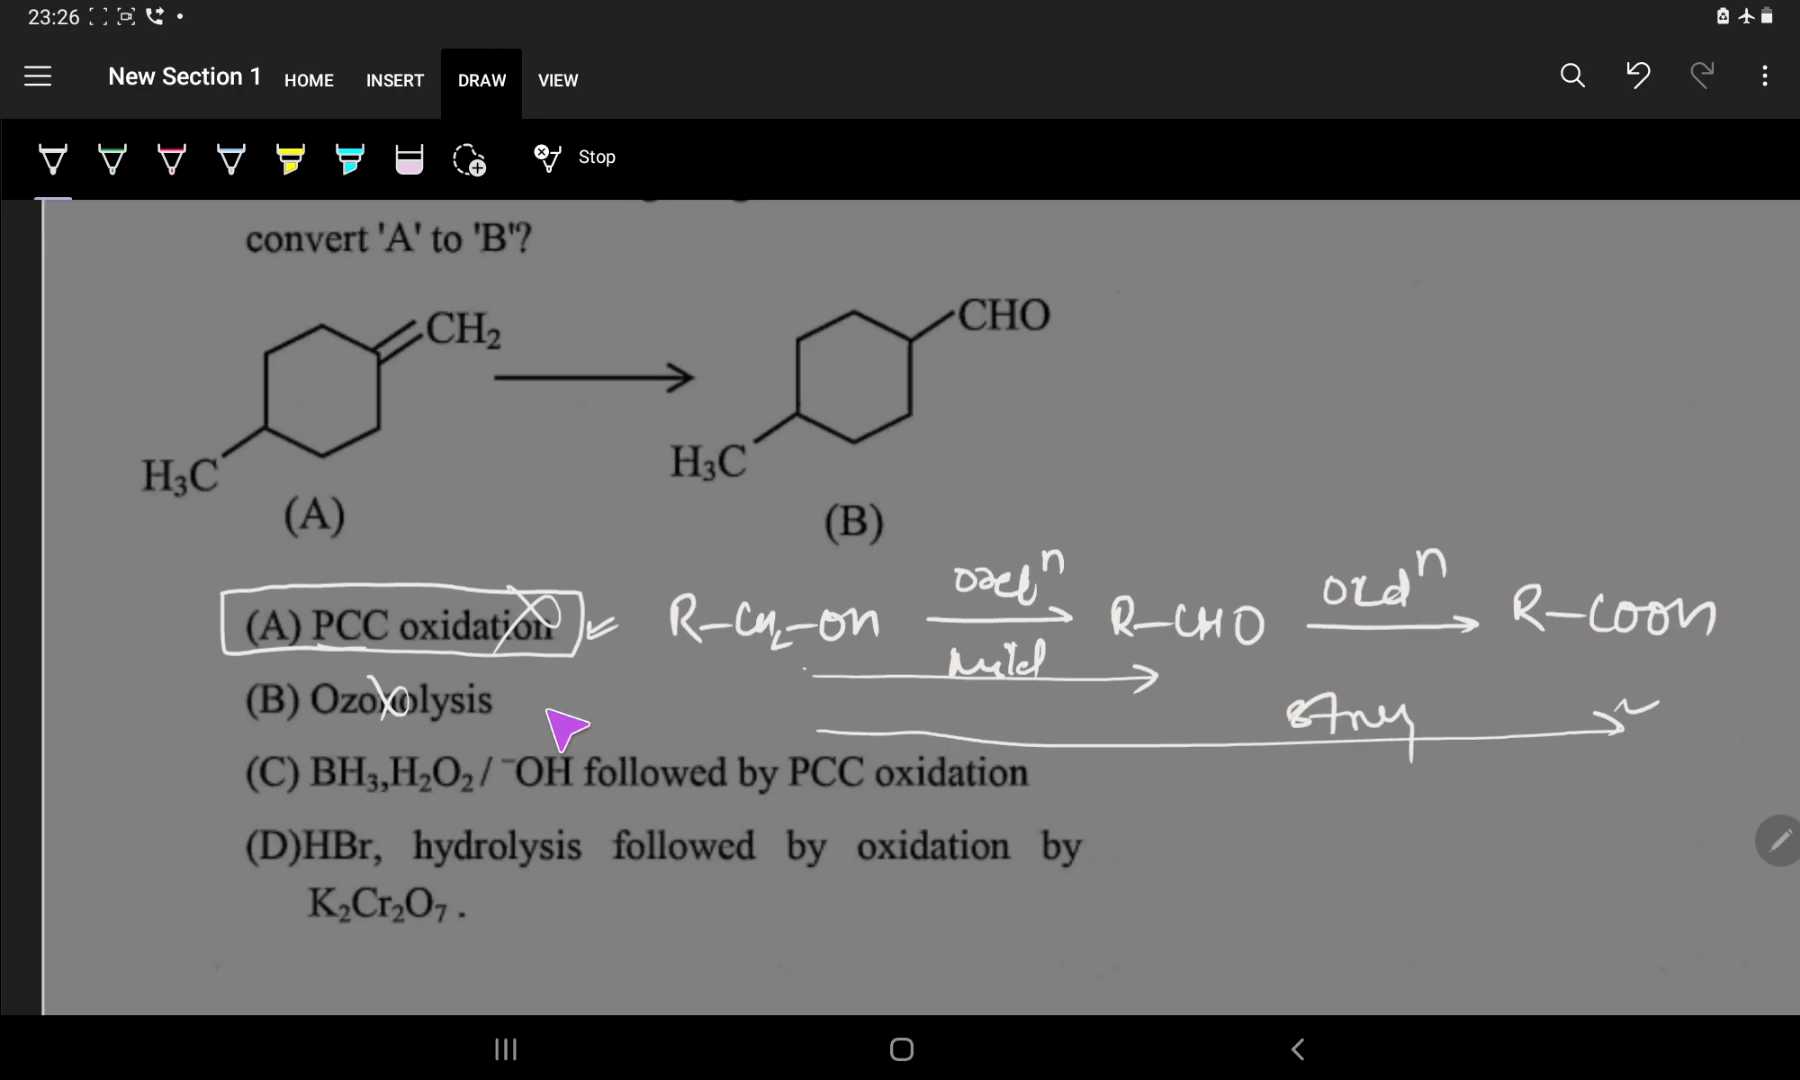 23:26
New Section 1 HOME INSERT DRAW VIEW
Stop
convert 'A' to 'B'?
CH₂ CHO
H₃C H₃C
(A) (B)
(A) PCC oxidation R-CH₂-OH oxdⁿ mild R-CHO oxdⁿ R-COOH
(B) Ozonolysis
(C) BH₃,H₂O₂ / ⁻OH followed by PCC oxidation
(D)HBr, hydrolysis followed by oxidation by
K₂Cr₂O₇ .